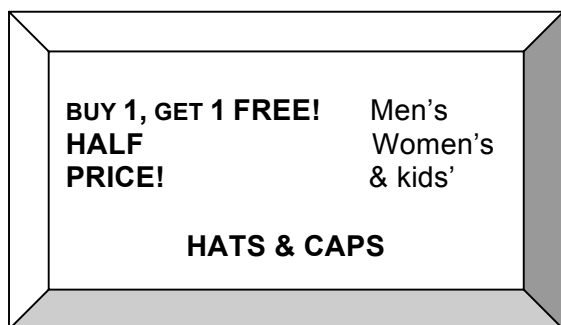 BUY 1, GET 1 FREE! Men’s
HALF Women’s
PRICE! & kids’
HATS & CAPS